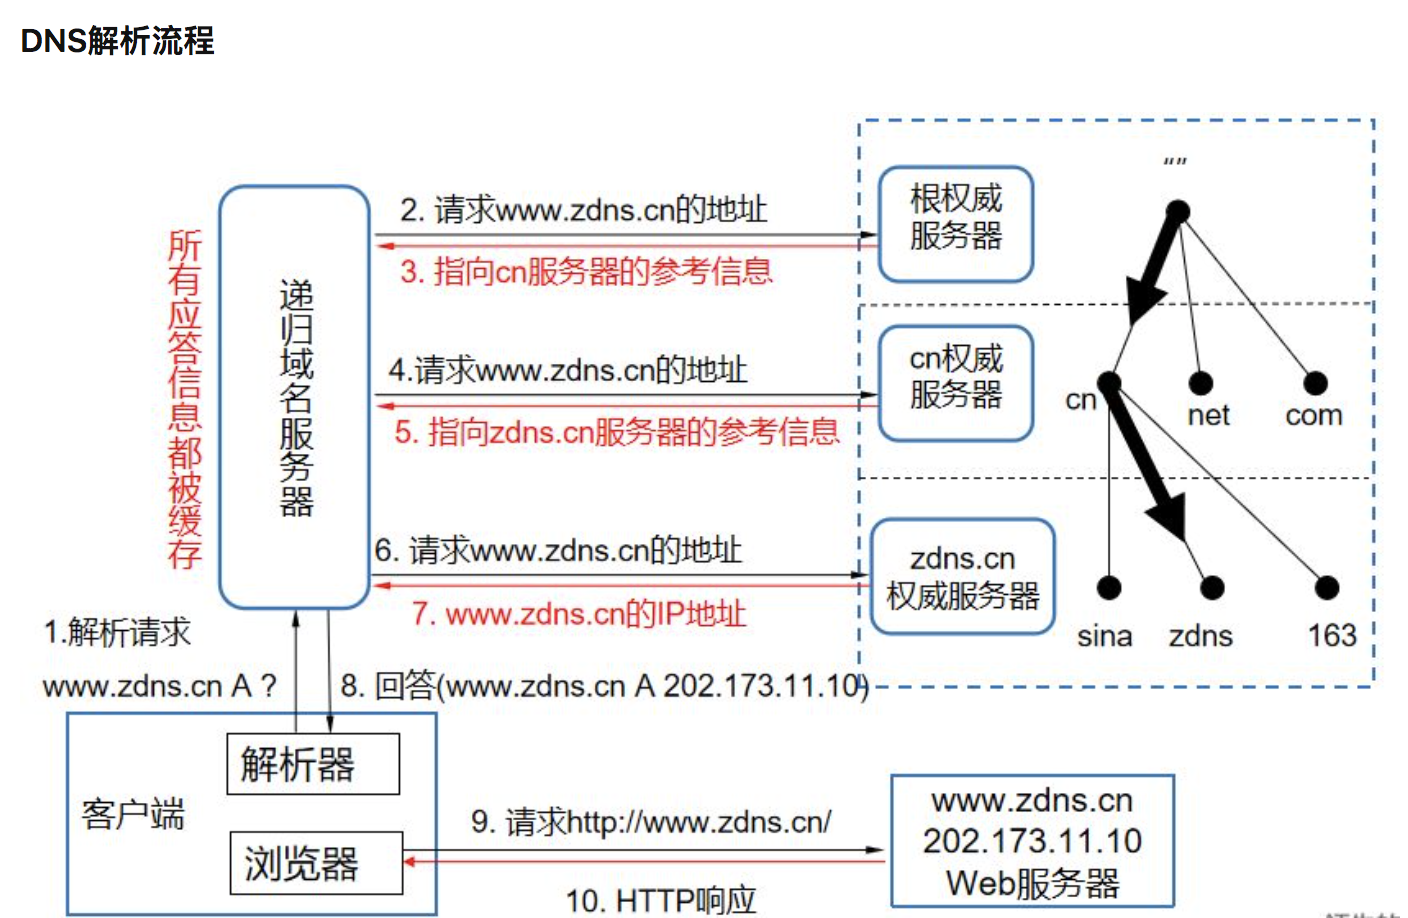 DNS解析流程
“”
根权威
服务器
2. 请求www.zdns.cn的地址
3. 指向cn服务器的参考信息
所有应答信息都被缓存
递归域名服务器
cn权威
服务器
4.请求www.zdns.cn的地址
5. 指向zdns.cn服务器的参考信息
cn
net
com
6. 请求www.zdns.cn的地址
7. www.zdns.cn的IP地址
zdns.cn
权威服务器
sina
zdns
163
1.解析请求
www.zdns.cn A ?
8. 回答(www.zdns.cn A 202.173.11.10)
解析器
客户端
浏览器
9. 请求http://www.zdns.cn/
10. HTTP响应
www.zdns.cn
202.173.11.10
Web服务器